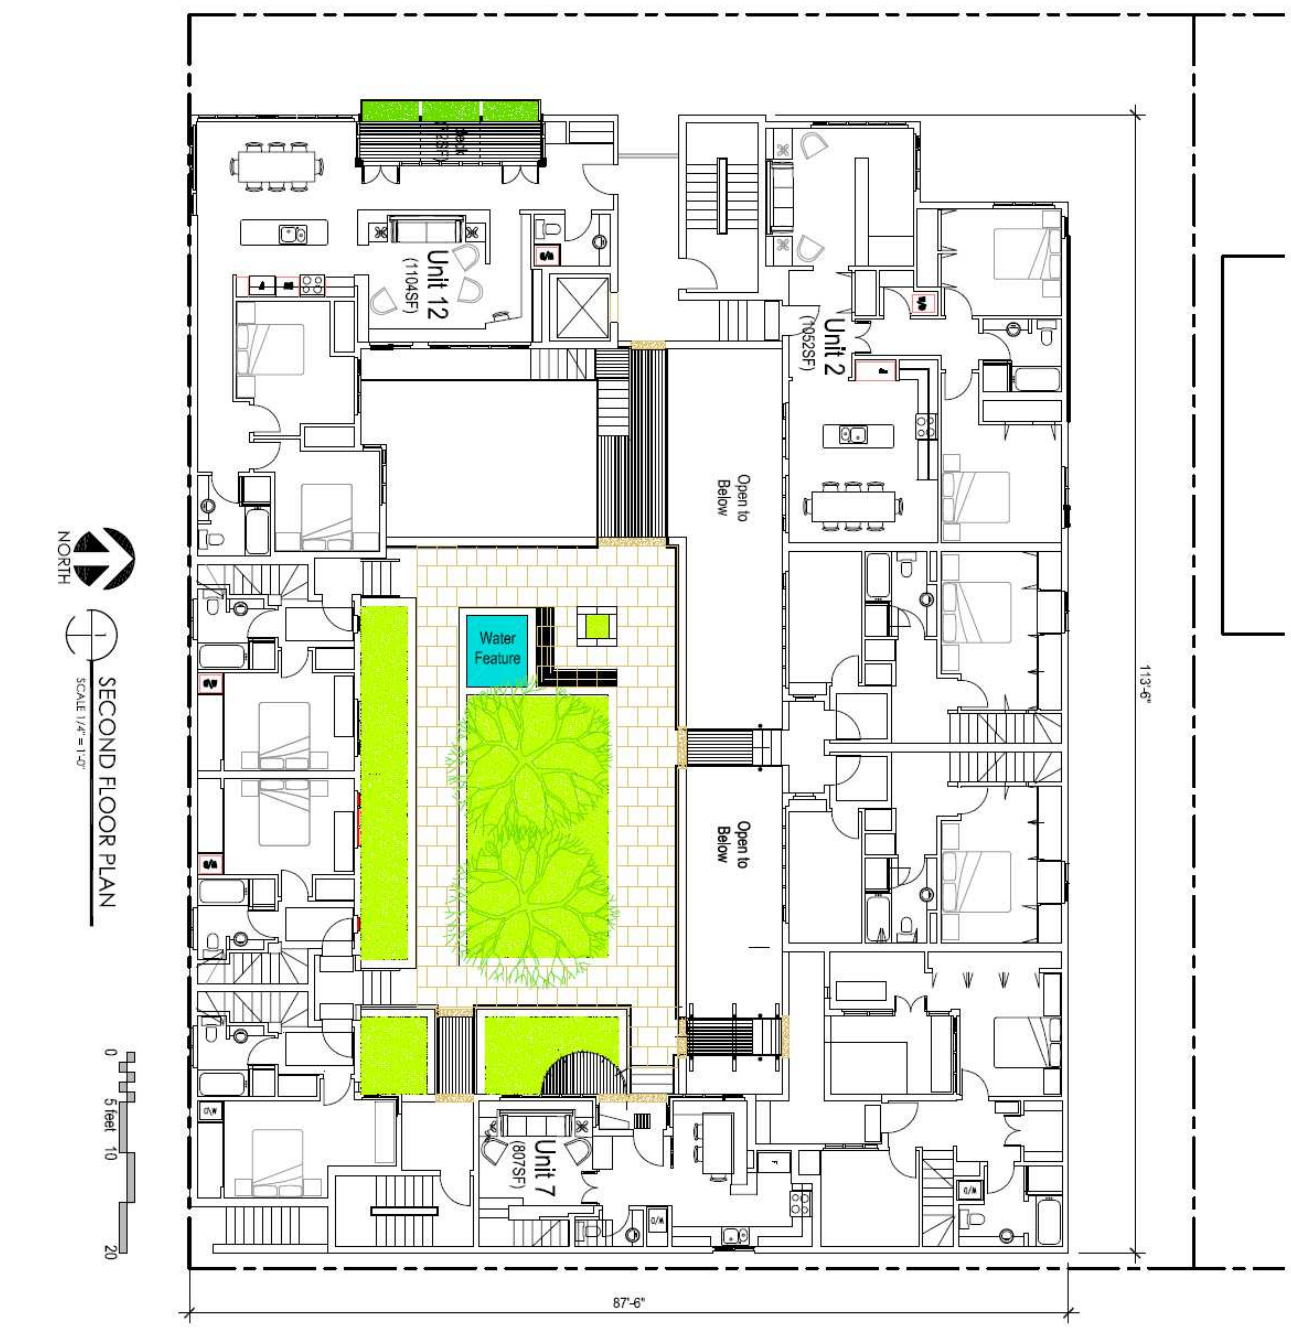 Unit 12
(1104SF)
Unit 2
(1052SF)
Open to
Below
Water
Feature
Open to
Below
Unit 7
(807SF)
W/D
W/D
W/D
F
NORTH
1
SECOND FLOOR PLAN
SCALE 1/4" = 1'-0"
0
5 feet
10
20
113'-6"
87'-6"